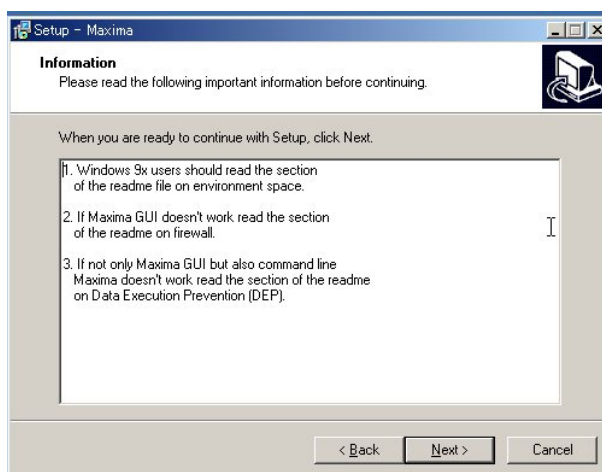 Setup - Maxima
Information
Please read the following important information before continuing.
When you are ready to continue with Setup, click Next.
1. Windows 9x users should read the section
of the readme file on environment space.
2. If Maxima GUI doesn't work read the section
of the readme on firewall.
3. If not only Maxima GUI but also command line
Maxima doesn't work read the section of the readme
on Data Execution Prevention (DEP).
< Back
Next >
Cancel